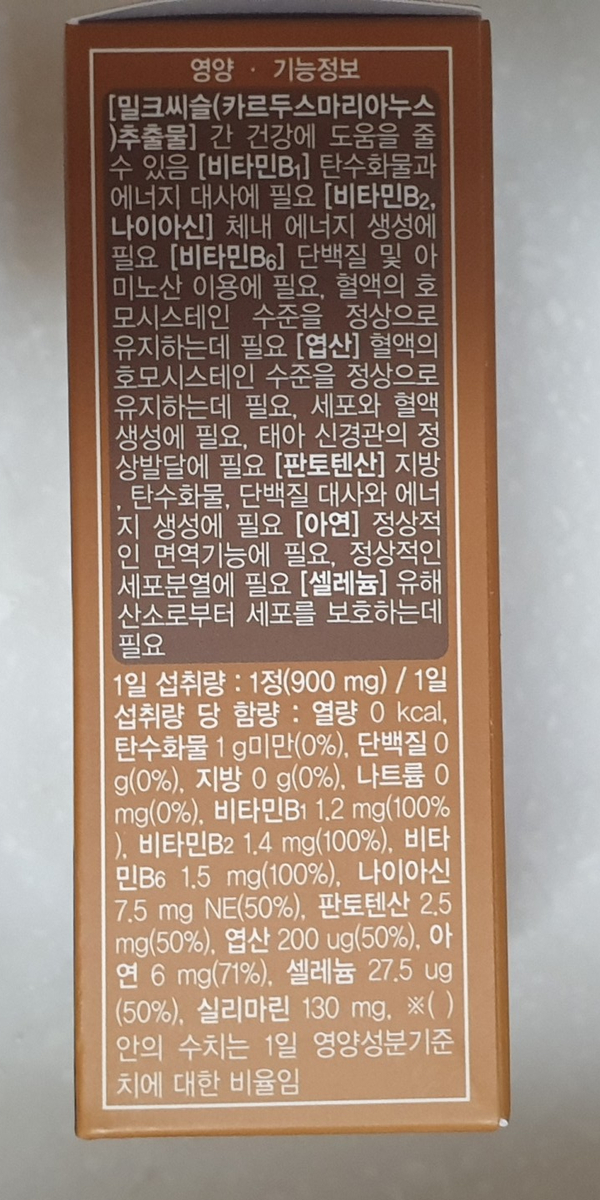 영양 · 기능정보
[밀크씨슬(카르두스마리아누스
)추출물] 간 건강에 도움을 줄
수 있음 [비타민B1] 탄수화물과
에너지 대사에 필요 [비타민B2,
나이아신] 체내 에너지 생성에
필요 [비타민B6] 단백질 및 아
미노산 이용에 필요, 혈액의 호
모시스테인 수준을 정상으로
유지하는데 필요 [엽산] 혈액의
호모시스테인 수준을 정상으로
유지하는데 필요, 세포와 혈액
생성에 필요, 태아 신경관의 정
상발달에 필요 [판토텐산] 지방
, 탄수화물, 단백질 대사와 에너
지 생성에 필요 [아연] 정상적
인 면역기능에 필요, 정상적인
세포분열에 필요 [셀레늄] 유해
산소로부터 세포를 보호하는데
필요
1일 섭취량 : 1정(900 mg) / 1일
섭취량 당 함량 : 열량 0 kcal,
탄수화물 1 g미만(0%), 단백질 0
g(0%), 지방 0 g(0%), 나트륨 0
mg(0%), 비타민B1 1.2 mg(100%
), 비타민B2 1.4 mg(100%), 비타
민B6 1.5 mg(100%), 나이아신
7.5 mg NE(50%), 판토텐산 2.5
mg(50%), 엽산 200 ug(50%), 아
연 6 mg(71%), 셀레늄 27.5 ug
(50%), 실리마린 130 mg, ※( )
안의 수치는 1일 영양성분기준
치에 대한 비율임